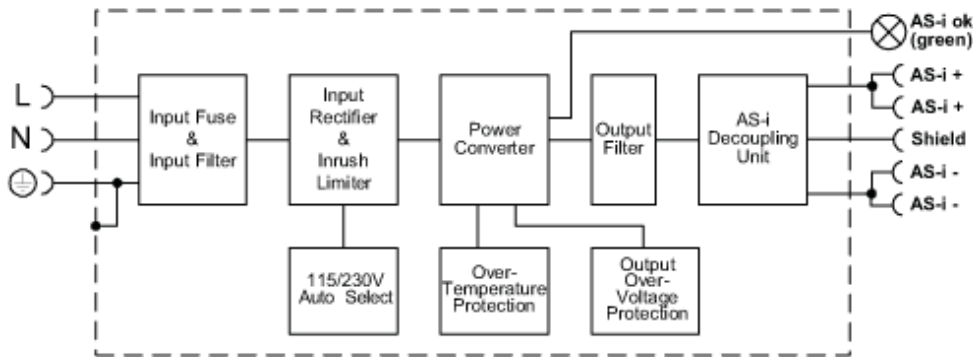 L
N
Input Fuse
&
Input Filter
Input
Rectifier
&
Inrush
Limiter
Power
Converter
Output
Filter
AS-i
Decoupling
Unit
AS-i ok
(green)
AS-i +
AS-i +
Shield
AS-i -
AS-i -
115/230V
Auto Select
Over-
Temperature
Protection
Output
Over-
Voltage
Protection